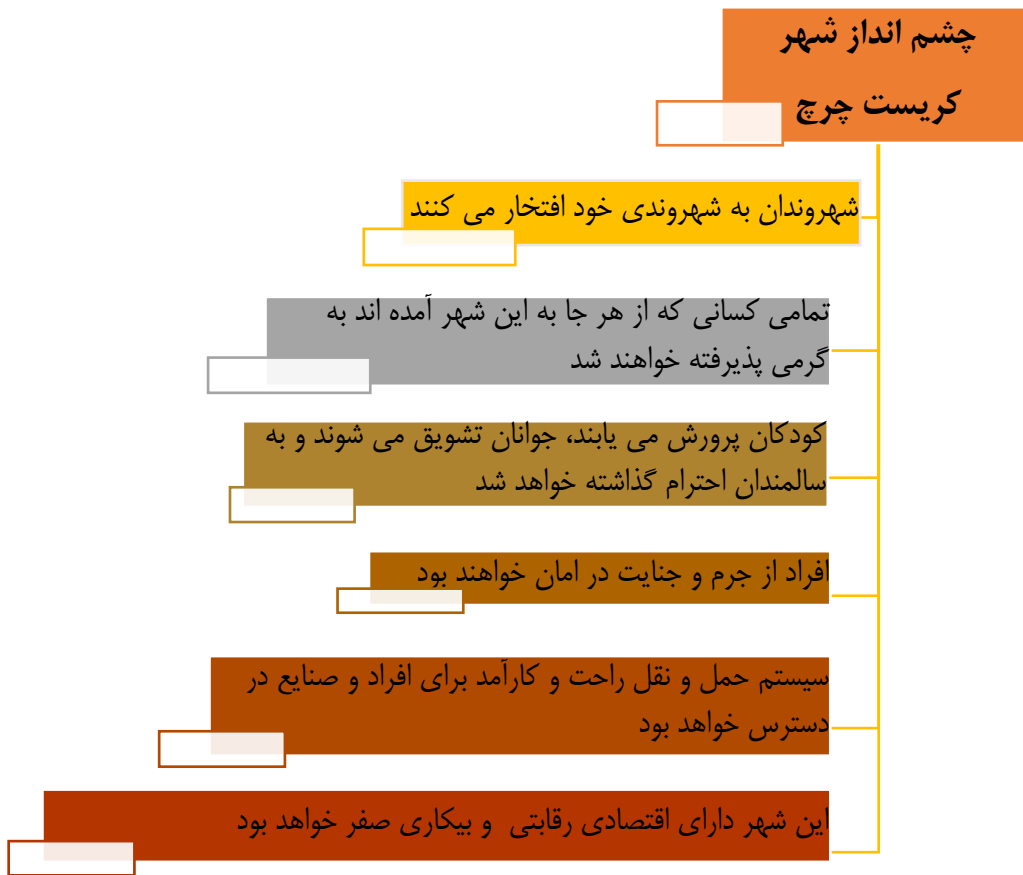 چشم انداز شهر
کریست چرچ
شهروندان به شهروندی خود افتخار می کنند
تمامی کسانی که از هر جا به این شهر آمده اند به
گرمی پذیرفته خواهند شد
کودکان پرورش می یابند، جوانان تشویق می شوند و به
سالمندان احترام گذاشته خواهد شد
افراد از جرم و جنایت در امان خواهند بود
سیستم حمل و نقل راحت و کارآمد برای افراد و صنایع در
دسترس خواهد بود
این شهر دارای اقتصادی رقابتی و بیکاری صفر خواهد بود